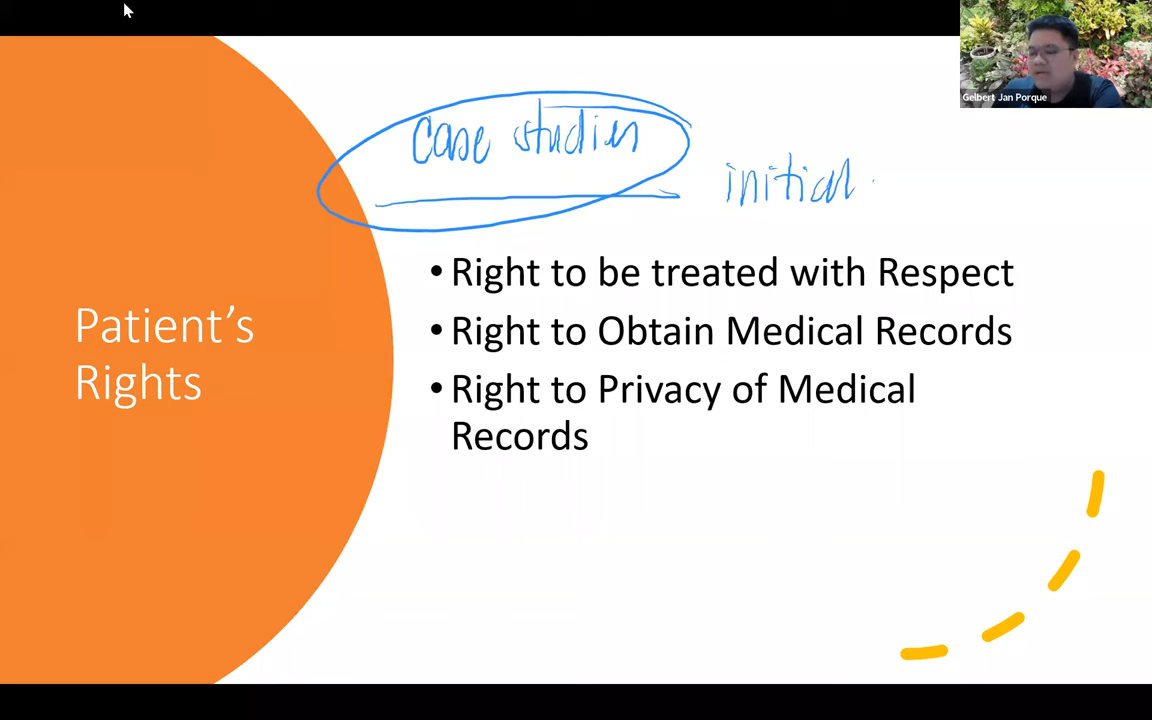 Gelbert Jan Porque
case studies
initial
Patient’s
Rights
• Right to be treated with Respect
• Right to Obtain Medical Records
• Right to Privacy of Medical
Records